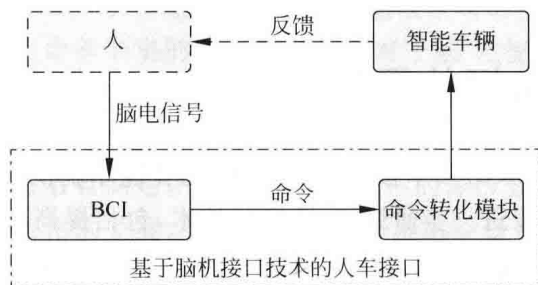 人
反馈
智能车辆
脑电信号
BCI
命令
命令转化模块
基于脑机接口技术的人车接口